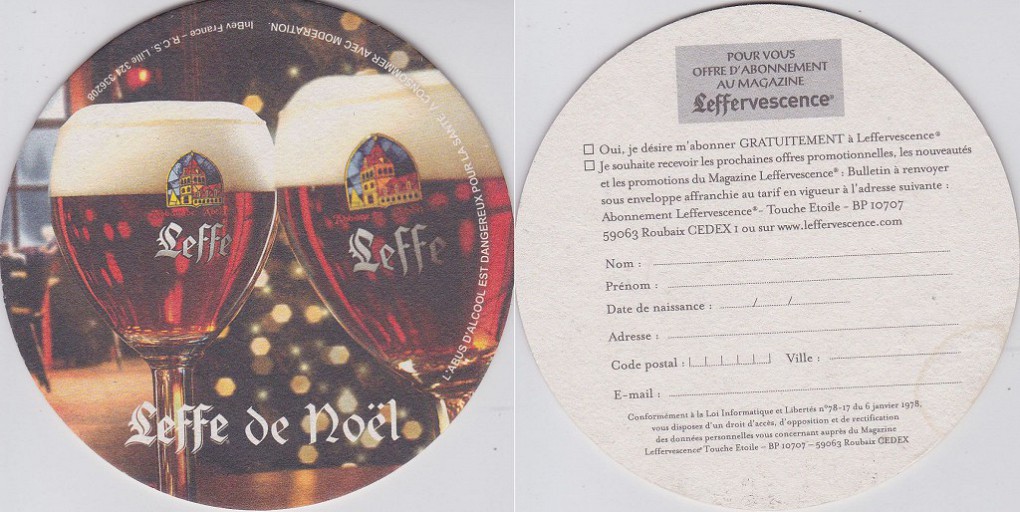 InBev France – R.C.S. Lille 324 336208
L'ABUS D'ALCOOL EST DANGEREUX POUR LA SANTÉ. À CONSOMMER AVEC MODÉRATION.
Leffe
Leffe
Leffe de Noël
POUR VOUS
OFFRE D'ABONNEMENT
AU MAGAZINE
Leffervescence®
Oui, je désire m'abonner GRATUITEMENT à Leffervescence®
Je souhaite recevoir les prochaines offres promotionnelles, les nouveautés
et les promotions du Magazine Leffervescence® : Bulletin à renvoyer
sous enveloppe affranchie au tarif en vigueur à l'adresse suivante :
Abonnement Leffervescence®- Touche Etoile - BP 10707
59063 Roubaix CEDEX 1 ou sur www.leffervescence.com
Nom :
Prénom :
Date de naissance : / /
Adresse :
Code postal : Ville :
E-mail :
Conformément à la Loi Informatique et Libertés n°78-17 du 6 janvier 1978,
vous disposez d'un droit d'accès, d'opposition et de rectification
des données personnelles vous concernant auprès du Magazine
Leffervescence® Touche Etoile – BP 10707 – 59063 Roubaix CEDEX